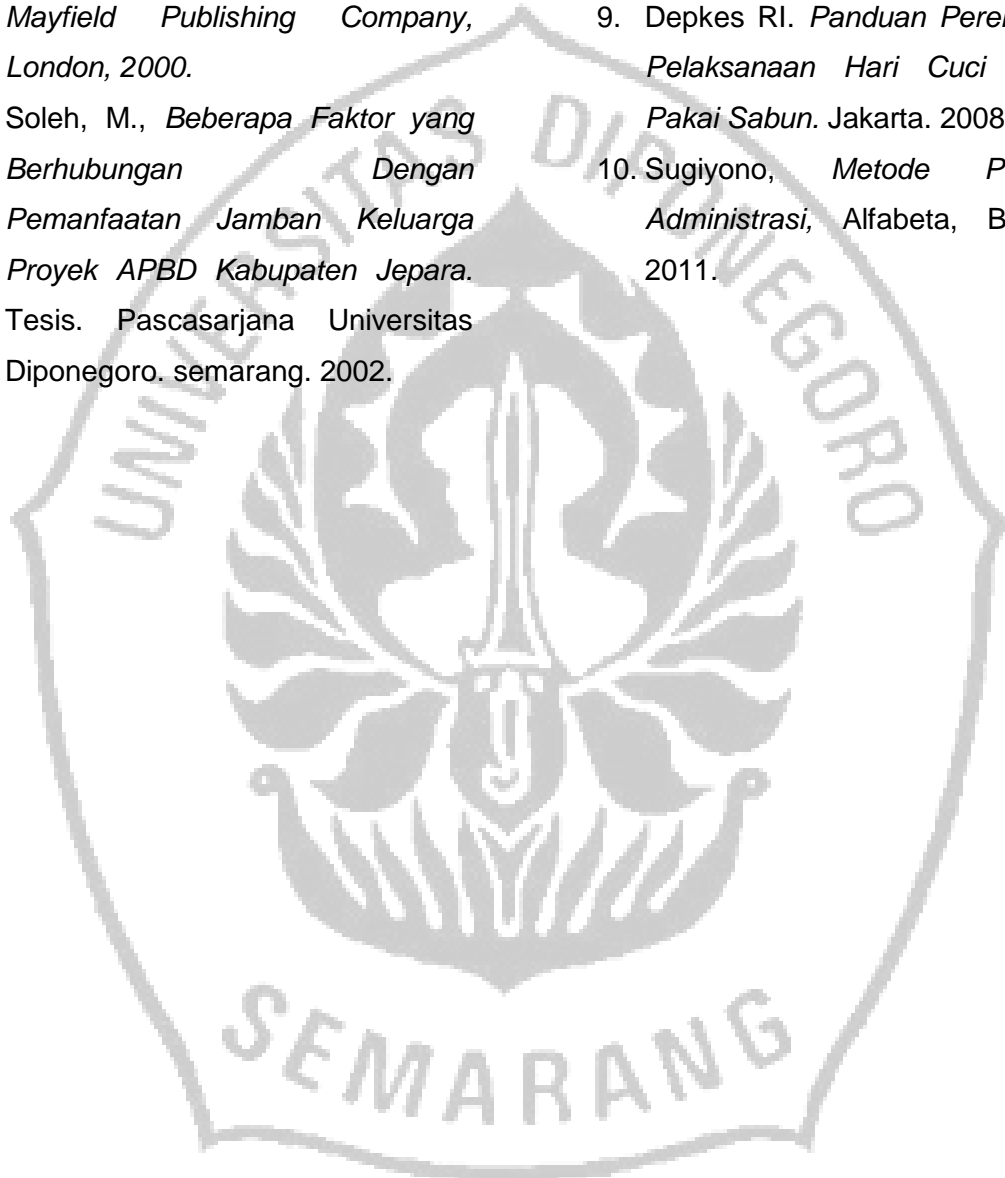 Mayfield Publishing Company,
London, 2000.
Soleh, M., Beberapa Faktor yang
Berhubungan Dengan
Pemanfaatan Jamban Keluarga
Proyek APBD Kabupaten Jepara.
Tesis. Pascasarjana Universitas
Diponegoro. semarang. 2002.
9. Depkes RI. Panduan
Pelaksanaan Hari Cuci
Pakai Sabun. Jakarta. 2008
10. Sugiyono, Metode
Administrasi, Alfabeta,
2011.
UNIVERSITAS DIPONEGORO
SEMARANG